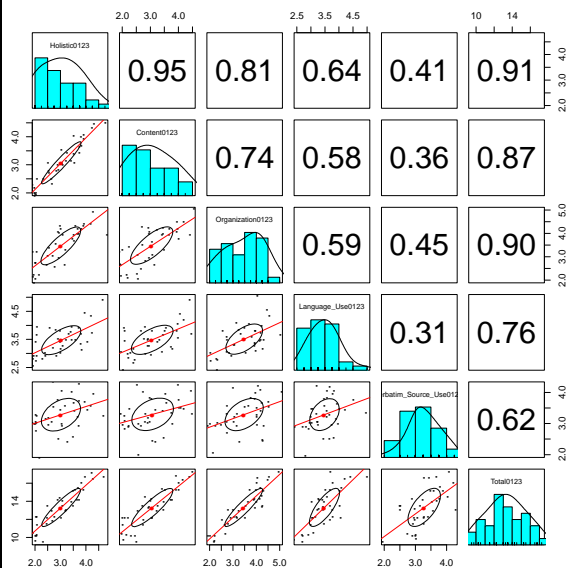 2.0 3.0 4.0 2.5 3.5 4.5 10 14
Holistic0123 0.95 0.81 0.64 0.41 0.91 2.0 3.0 4.0
2.0 3.0 4.0 Content0123 0.74 0.58 0.36 0.87
Organization0123 0.59 0.45 0.90 2.0 3.0 4.0 5.0
2.5 3.5 4.5 Language_Use0123 0.31 0.76
rbatim_Source_Use012 0.62 2.0 3.0 4.0
10 14 Total0123
2.0 3.0 4.0 2.0 3.0 4.0 5.0 2.0 3.0 4.0